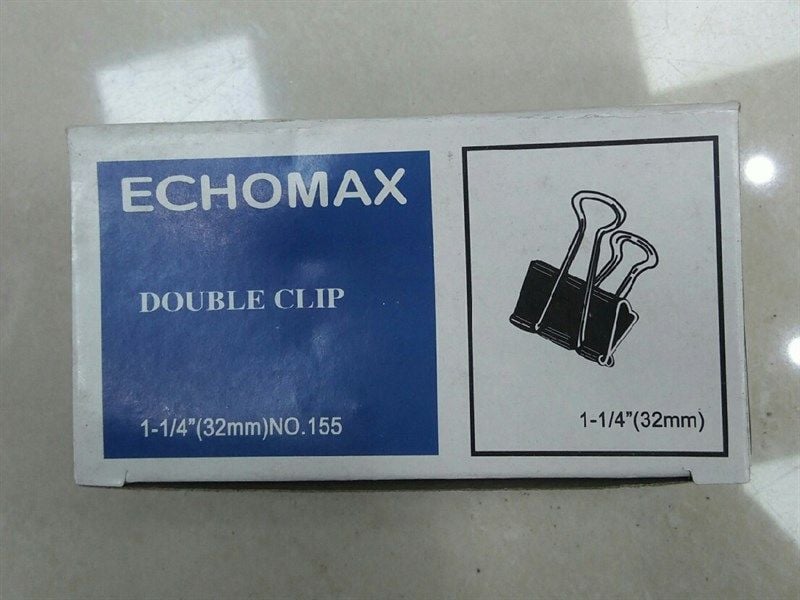 ECHOMAX
DOUBLE CLIP
1-1/4"(32mm)NO.155
1-1/4"(32mm)